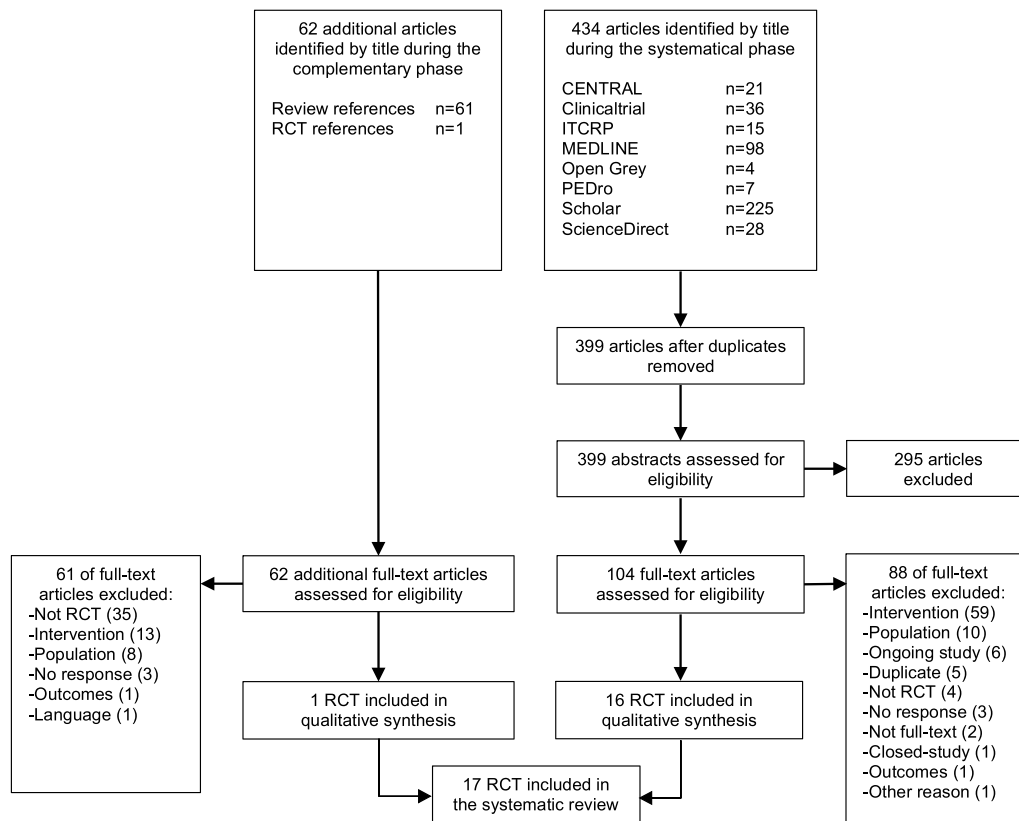 62 additional articles
identified by title during the
complementary phase
Review references n=61
RCT references n=1
434 articles identified by title
during the systematical phase
CENTRAL n=21
Clinicaltrial n=36
ITCRP n=15
MEDLINE n=98
Open Grey n=4
PEDro n=7
Scholar n=225
ScienceDirect n=28
399 articles after duplicates
removed
399 abstracts assessed for
eligibility
295 articles
excluded
61 of full-text
articles excluded:
-Not RCT (35)
-Intervention (13)
-Population (8)
-No response (3)
-Outcomes (1)
-Language (1)
62 additional full-text articles
assessed for eligibility
104 full-text articles
assessed for eligibility
88 of full-text
articles excluded:
-Intervention (59)
-Population (10)
-Ongoing study (6)
-Duplicate (5)
-Not RCT (4)
-No response (3)
-Not full-text (2)
-Closed-study (1)
-Outcomes (1)
-Other reason (1)
1 RCT included in
qualitative synthesis
16 RCT included in
qualitative synthesis
17 RCT included in
the systematic review